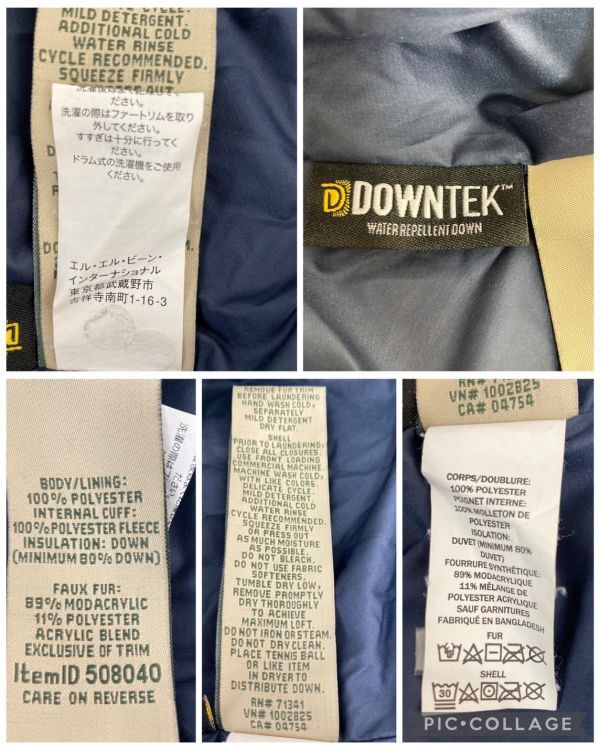 MILD DETERGENT.
ADDITIONAL COLD
WATER RINSE
CYCLE RECOMMENDED.
SQUEEZE FIRMLY
ださい。
洗濯の際はファートリムを取り
外してください。
すすぎは十分に行ってく
ださい。
ドラム式の洗濯機をご使用
ください。
エル・エル・ビーン・
インターナショナル
東京都武蔵野市
吉祥寺南町1-16-3
DOWNTEK™
WATER REPELLENT DOWN
BODY/LINING:
100% POLYESTER
INTERNAL CUFF:
100% POLYESTER FLEECE
INSULATION: DOWN
(MINIMUM 80% DOWN)
FAUX FUR:
89% MODACRYLIC
11% POLYESTER
ACRYLIC BLEND
EXCLUSIVE OF TRIM
ItemID 508040
CARE ON REVERSE
REMOVE FUR TRIM
BEFORE LAUNDERING
HAND WASH COLD,
SEPARATELY
MILD DETERGENT
DRY FLAT.
SHELL
PRIOR TO LAUNDERING,
CLOSE ALL CLOSURES.
USE FRONT LOADING
COMMERCIAL MACHINE.
MACHINE WASH COLD,
WITH LIKE COLORS.
DELICATE CYCLE.
MILD DETERGENT.
ADDITIONAL COLD
WATER RINSE
CYCLE RECOMMENDED.
SQUEEZE FIRMLY
OR PRESS OUT
AS MUCH MOISTURE
AS POSSIBLE.
DO NOT BLEACH.
DO NOT USE FABRIC
SOFTENERS.
TUMBLE DRY LOW,
REMOVE PROMPTLY
DRY THOROUGHLY
TO ACHIEVE
MAXIMUM LOFT.
DO NOT IRON OR STEAM.
DO NOT DRY CLEAN.
PLACE TENNIS BALL
OR LIKE ITEM
IN DRYER TO
DISTRIBUTE DOWN.
RN# 71341
VN# 1002825
CA# 04754
VN# 1002825
CA# 04754
CORPS/DOUBLURE:
100% POLYESTER
POIGNET INTERNE:
100% MOLLETON DE
POLYESTER
ISOLATION:
DUVET (MINIMUM 80%
DUVET)
FOURRURE SYNTHÉTIQUE:
89% MODACRYLIQUE
11% MÉLANGE DE
POLYESTER ACRYLIQUE
SAUF GARNITURES
FABRIQUÉ EN BANGLADESH
FUR
SHELL
30
PIC•COLLAGE